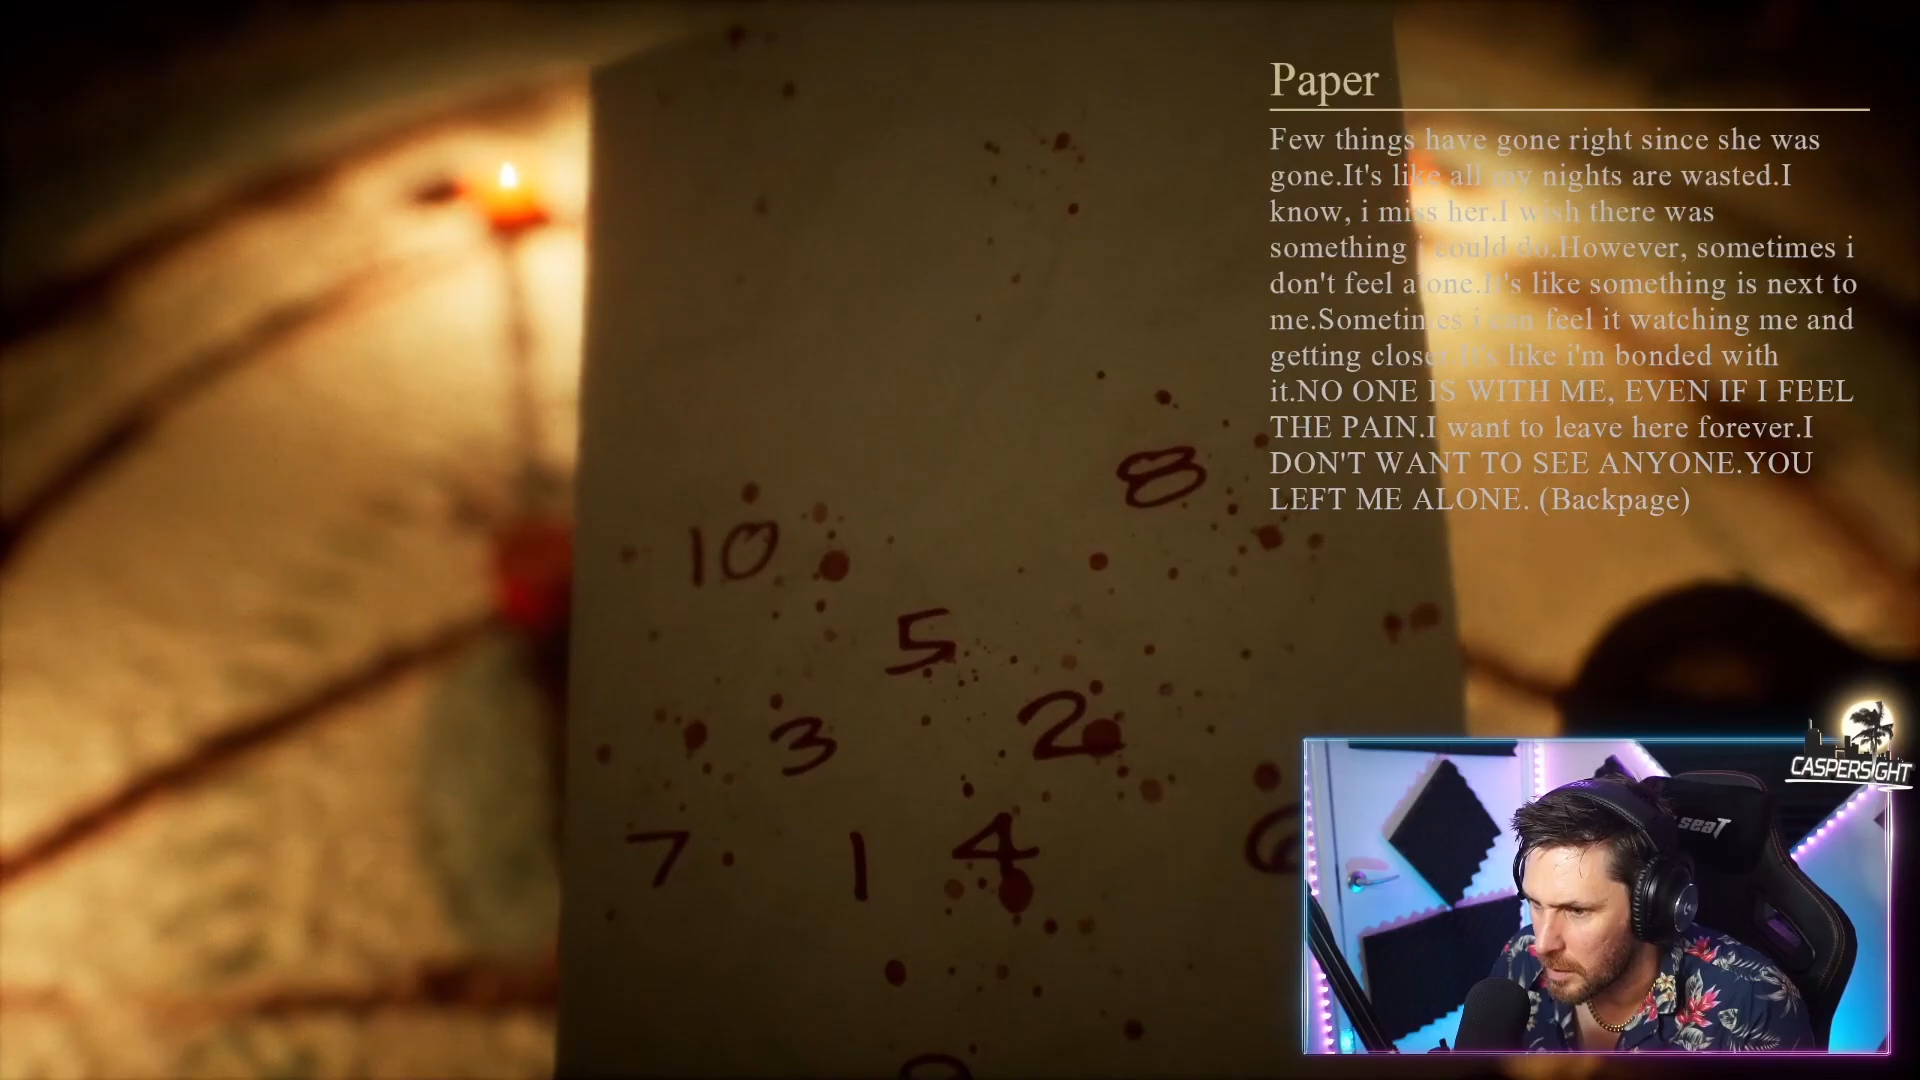 Paper
Few things have gone right since she was
gone.It's like all my nights are wasted.I
know, i miss her.I wish there was
something i could do.However, sometimes i
don't feel alone.It's like something is next to
me.Sometimes i can feel it watching me and
getting closer.It's like i'm bonded with
it.NO ONE IS WITH ME, EVEN IF I FEEL
THE PAIN.I want to leave here forever.I
DON'T WANT TO SEE ANYONE.YOU
LEFT ME ALONE. (Backpage)
8
10
5
3 2
7 1 4 6
CASPERSIGHT
seaT